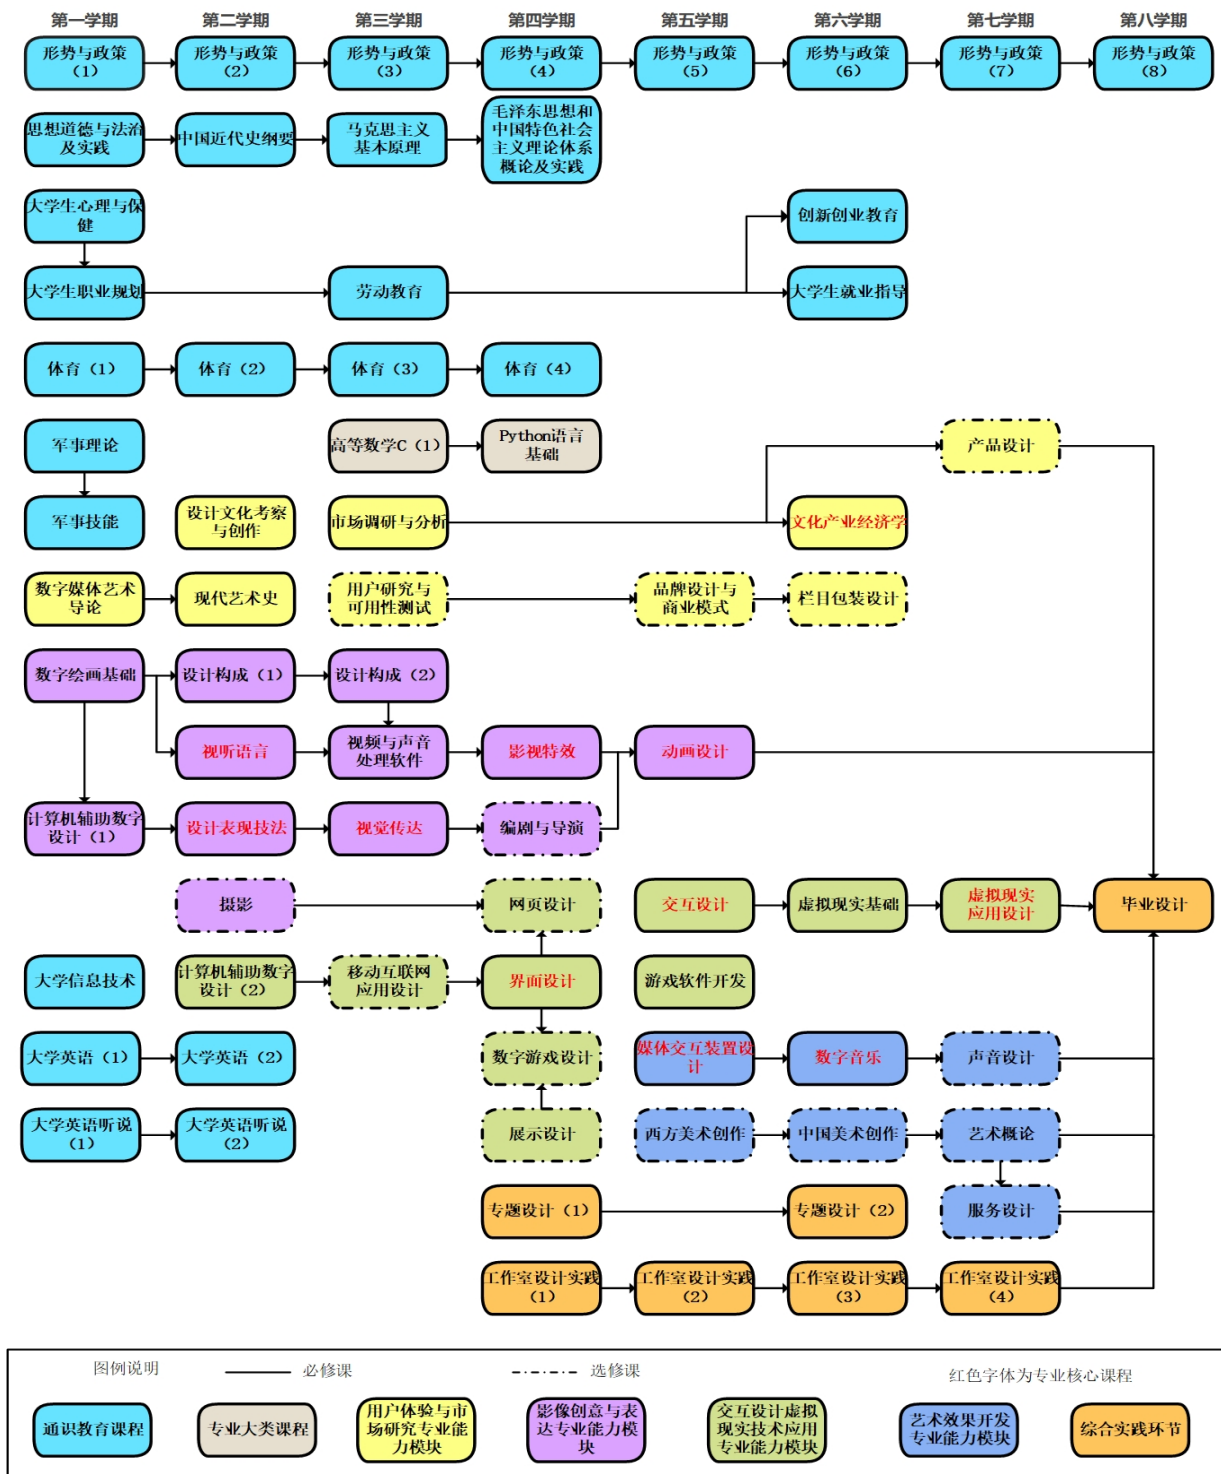 第一学期 第二学期 第三学期 第四学期 第五学期 第六学期 第七学期 第八学期
形势与政策
（1）
形势与政策
（2）
形势与政策
（3）
形势与政策
（4）
形势与政策
（5）
形势与政策
（6）
形势与政策
（7）
形势与政策
（8）
思想道德与法治
及实践
中国近代史纲要
马克思主义
基本原理
毛泽东思想和
中国特色社会
主义理论体系
概论及实践
大学生心理与保
健
创新创业教育
大学生职业规划
劳动教育
大学生就业指导
体育（1）
体育（2）
体育（3）
体育（4）
军事理论
高等数学C（1）
Python语言
基础
产品设计
军事技能
设计文化考察
与创作
市场调研与分析
文化产业经济学
数字媒体艺术
导论
现代艺术史
用户研究与
可用性测试
品牌设计与
商业模式
栏目包装设计
数字绘画基础
设计构成（1）
设计构成（2）
视听语言
视频与声音
处理软件
影视特效
动画设计
计算机辅助数字
设计（1）
设计表现技法
视觉传达
编剧与导演
摄影
网页设计
交互设计
虚拟现实基础
虚拟现实
应用设计
毕业设计
大学信息技术
计算机辅助数字
设计（2）
移动互联网
应用设计
界面设计
游戏软件开发
大学英语（1）
大学英语（2）
数字游戏设计
媒体交互装置设
计
数字音乐
声音设计
大学英语听说
（1）
大学英语听说
（2）
展示设计
西方美术创作
中国美术创作
艺术概论
专题设计（1）
专题设计（2）
服务设计
工作室设计实践
（1）
工作室设计实践
（2）
工作室设计实践
（3）
工作室设计实践
（4）
图例说明
必修课
选修课
红色字体为专业核心课程
通识教育课程
专业大类课程
用户体验与市
场研究专业能
力模块
影像创意与表
达专业能力模
块
交互设计虚拟
现实技术应用
专业能力模块
艺术效果开发
专业能力模块
综合实践环节